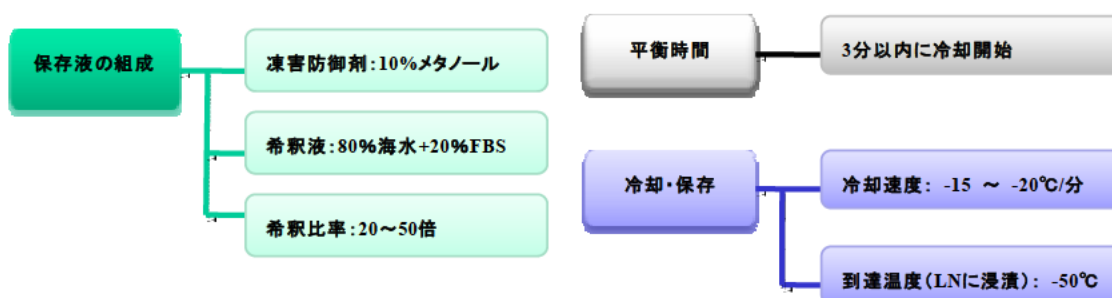 保存液の組成
凍害防御剤：10%メタノール
希釈液：80%海水+20%FBS
希釈比率：20～50倍
平衡時間
3分以内に冷却開始
冷却・保存
冷却速度： -15 ～ -20℃/分
到達温度（LNに浸漬）： -50℃